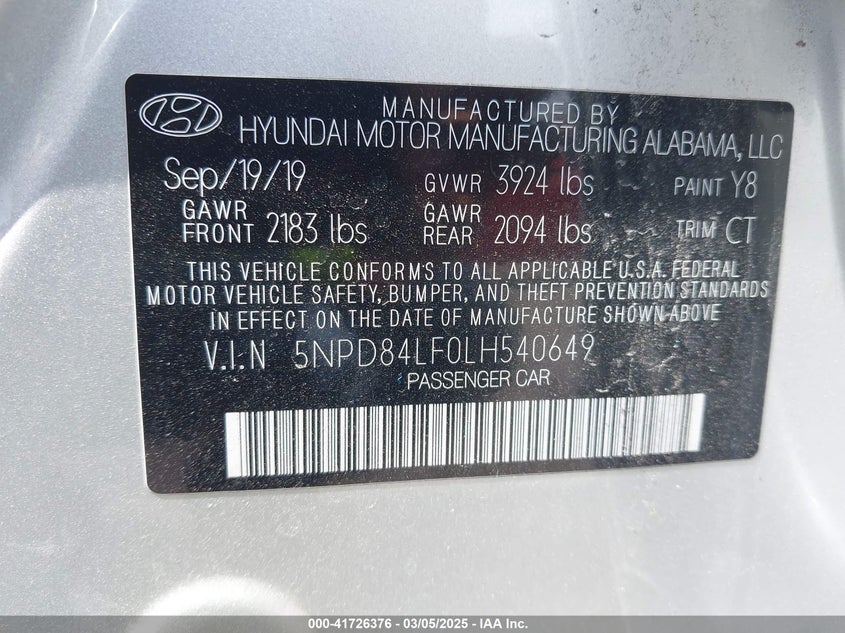 MANUFACTURED BY
HYUNDAI MOTOR MANUFACTURING ALABAMA, LLC
Sep/19/19 GVWR 3924 lbs PAINT Y8
GAWR FRONT 2183 lbs GAWR REAR 2094 lbs TRIM CT
THIS VEHICLE CONFORMS TO ALL APPLICABLE U.S.A. FEDERAL
MOTOR VEHICLE SAFETY, BUMPER, AND THEFT PREVENTION STANDARDS
IN EFFECT ON THE DATE OF MANUFACTURE SHOWN ABOVE
V.I.N 5NPD84LF0LH540649
PASSENGER CAR
000-41726376 - 03/05/2025 - IAA Inc.